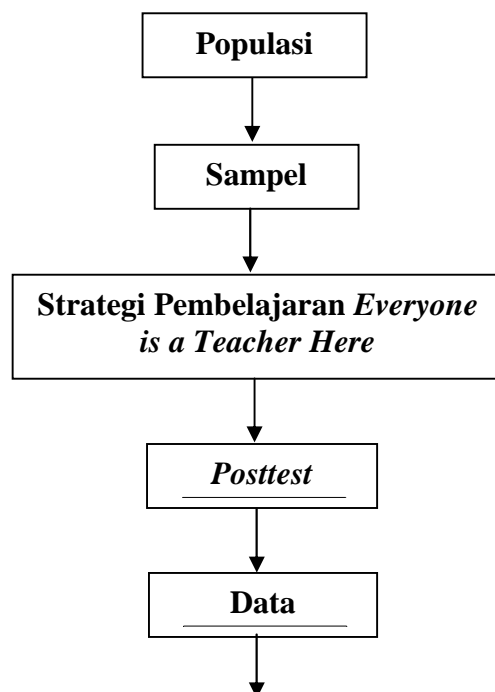 Populasi
Sampel
Strategi Pembelajaran Everyone
is a Teacher Here
Posttest
Data